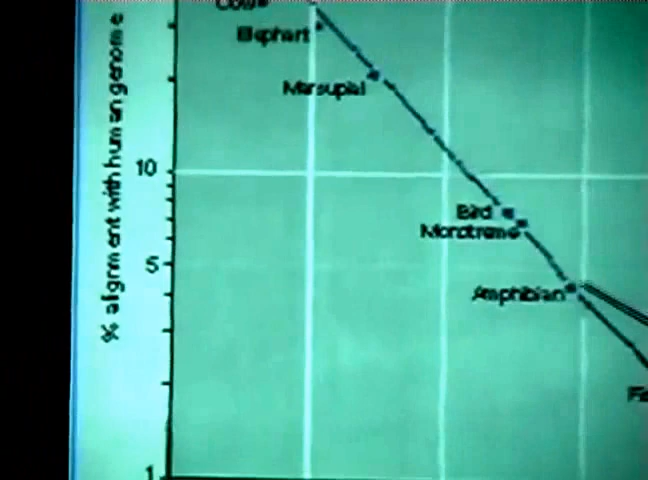 Elephant
Marsupial
10
Bird
Monotreme
5
Amphibian
1
% alignment with human genome